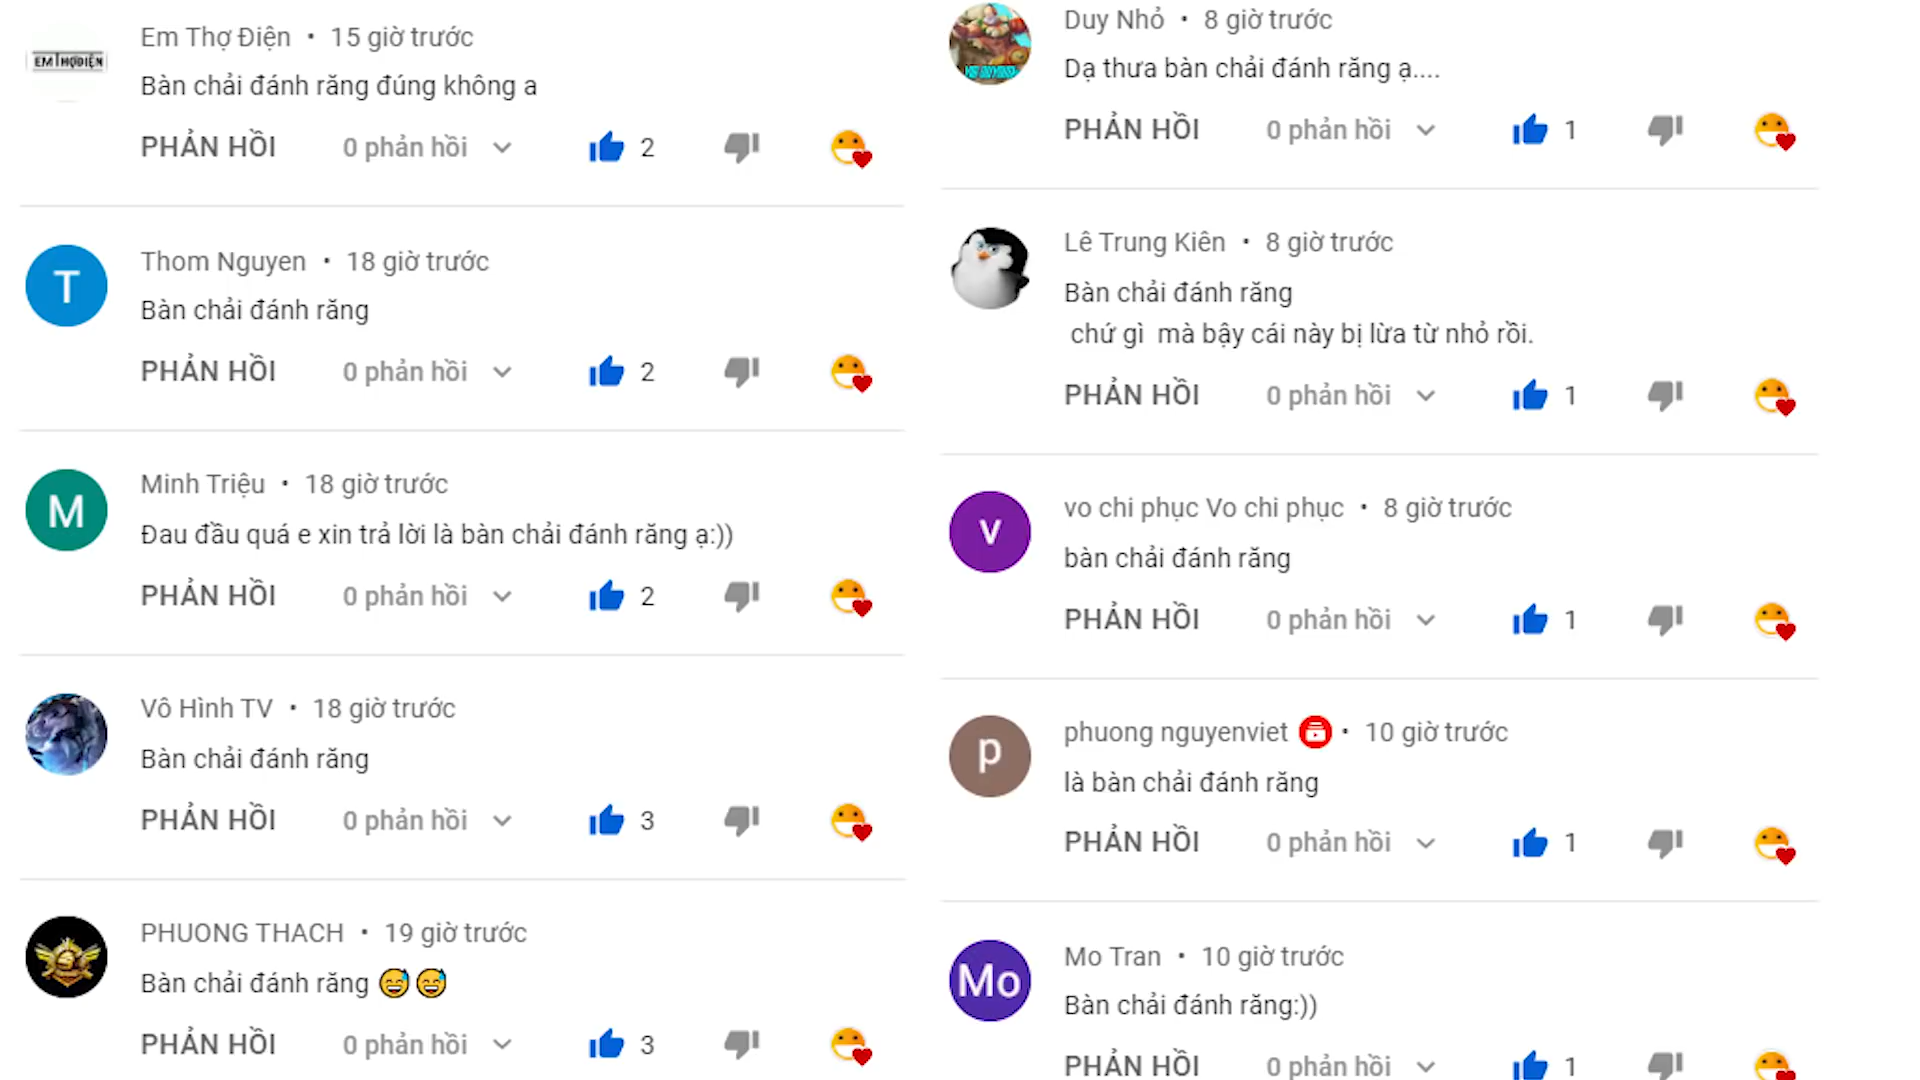 EM THỢ ĐIỆN
Em Thợ Điện • 15 giờ trước
Bàn chải đánh răng đúng không a
PHẢN HỒI 0 phản hồi 2
T
Thom Nguyen • 18 giờ trước
Bàn chải đánh răng
PHẢN HỒI 0 phản hồi 2
M
Minh Triệu • 18 giờ trước
Đau đầu quá e xin trả lời là bàn chải đánh răng ạ:))
PHẢN HỒI 0 phản hồi 2
Vô Hình TV • 18 giờ trước
Bàn chải đánh răng
PHẢN HỒI 0 phản hồi 3
PHUONG THACH • 19 giờ trước
Bàn chải đánh răng 😅😅
PHẢN HỒI 0 phản hồi 3
Duy Nhỏ • 8 giờ trước
Dạ thưa bàn chải đánh răng ạ....
PHẢN HỒI 0 phản hồi 1
Lê Trung Kiên • 8 giờ trước
Bàn chải đánh răng
chứ gì mà bậy cái này bị lừa từ nhỏ rồi.
PHẢN HỒI 0 phản hồi 1
v
vo chi phục Vo chi phục • 8 giờ trước
bàn chải đánh răng
PHẢN HỒI 0 phản hồi 1
p
phuong nguyenviet • 10 giờ trước
là bàn chải đánh răng
PHẢN HỒI 0 phản hồi 1
Mo
Mo Tran • 10 giờ trước
Bàn chải đánh răng:))
PHẢN HỒI 0 phản hồi 1